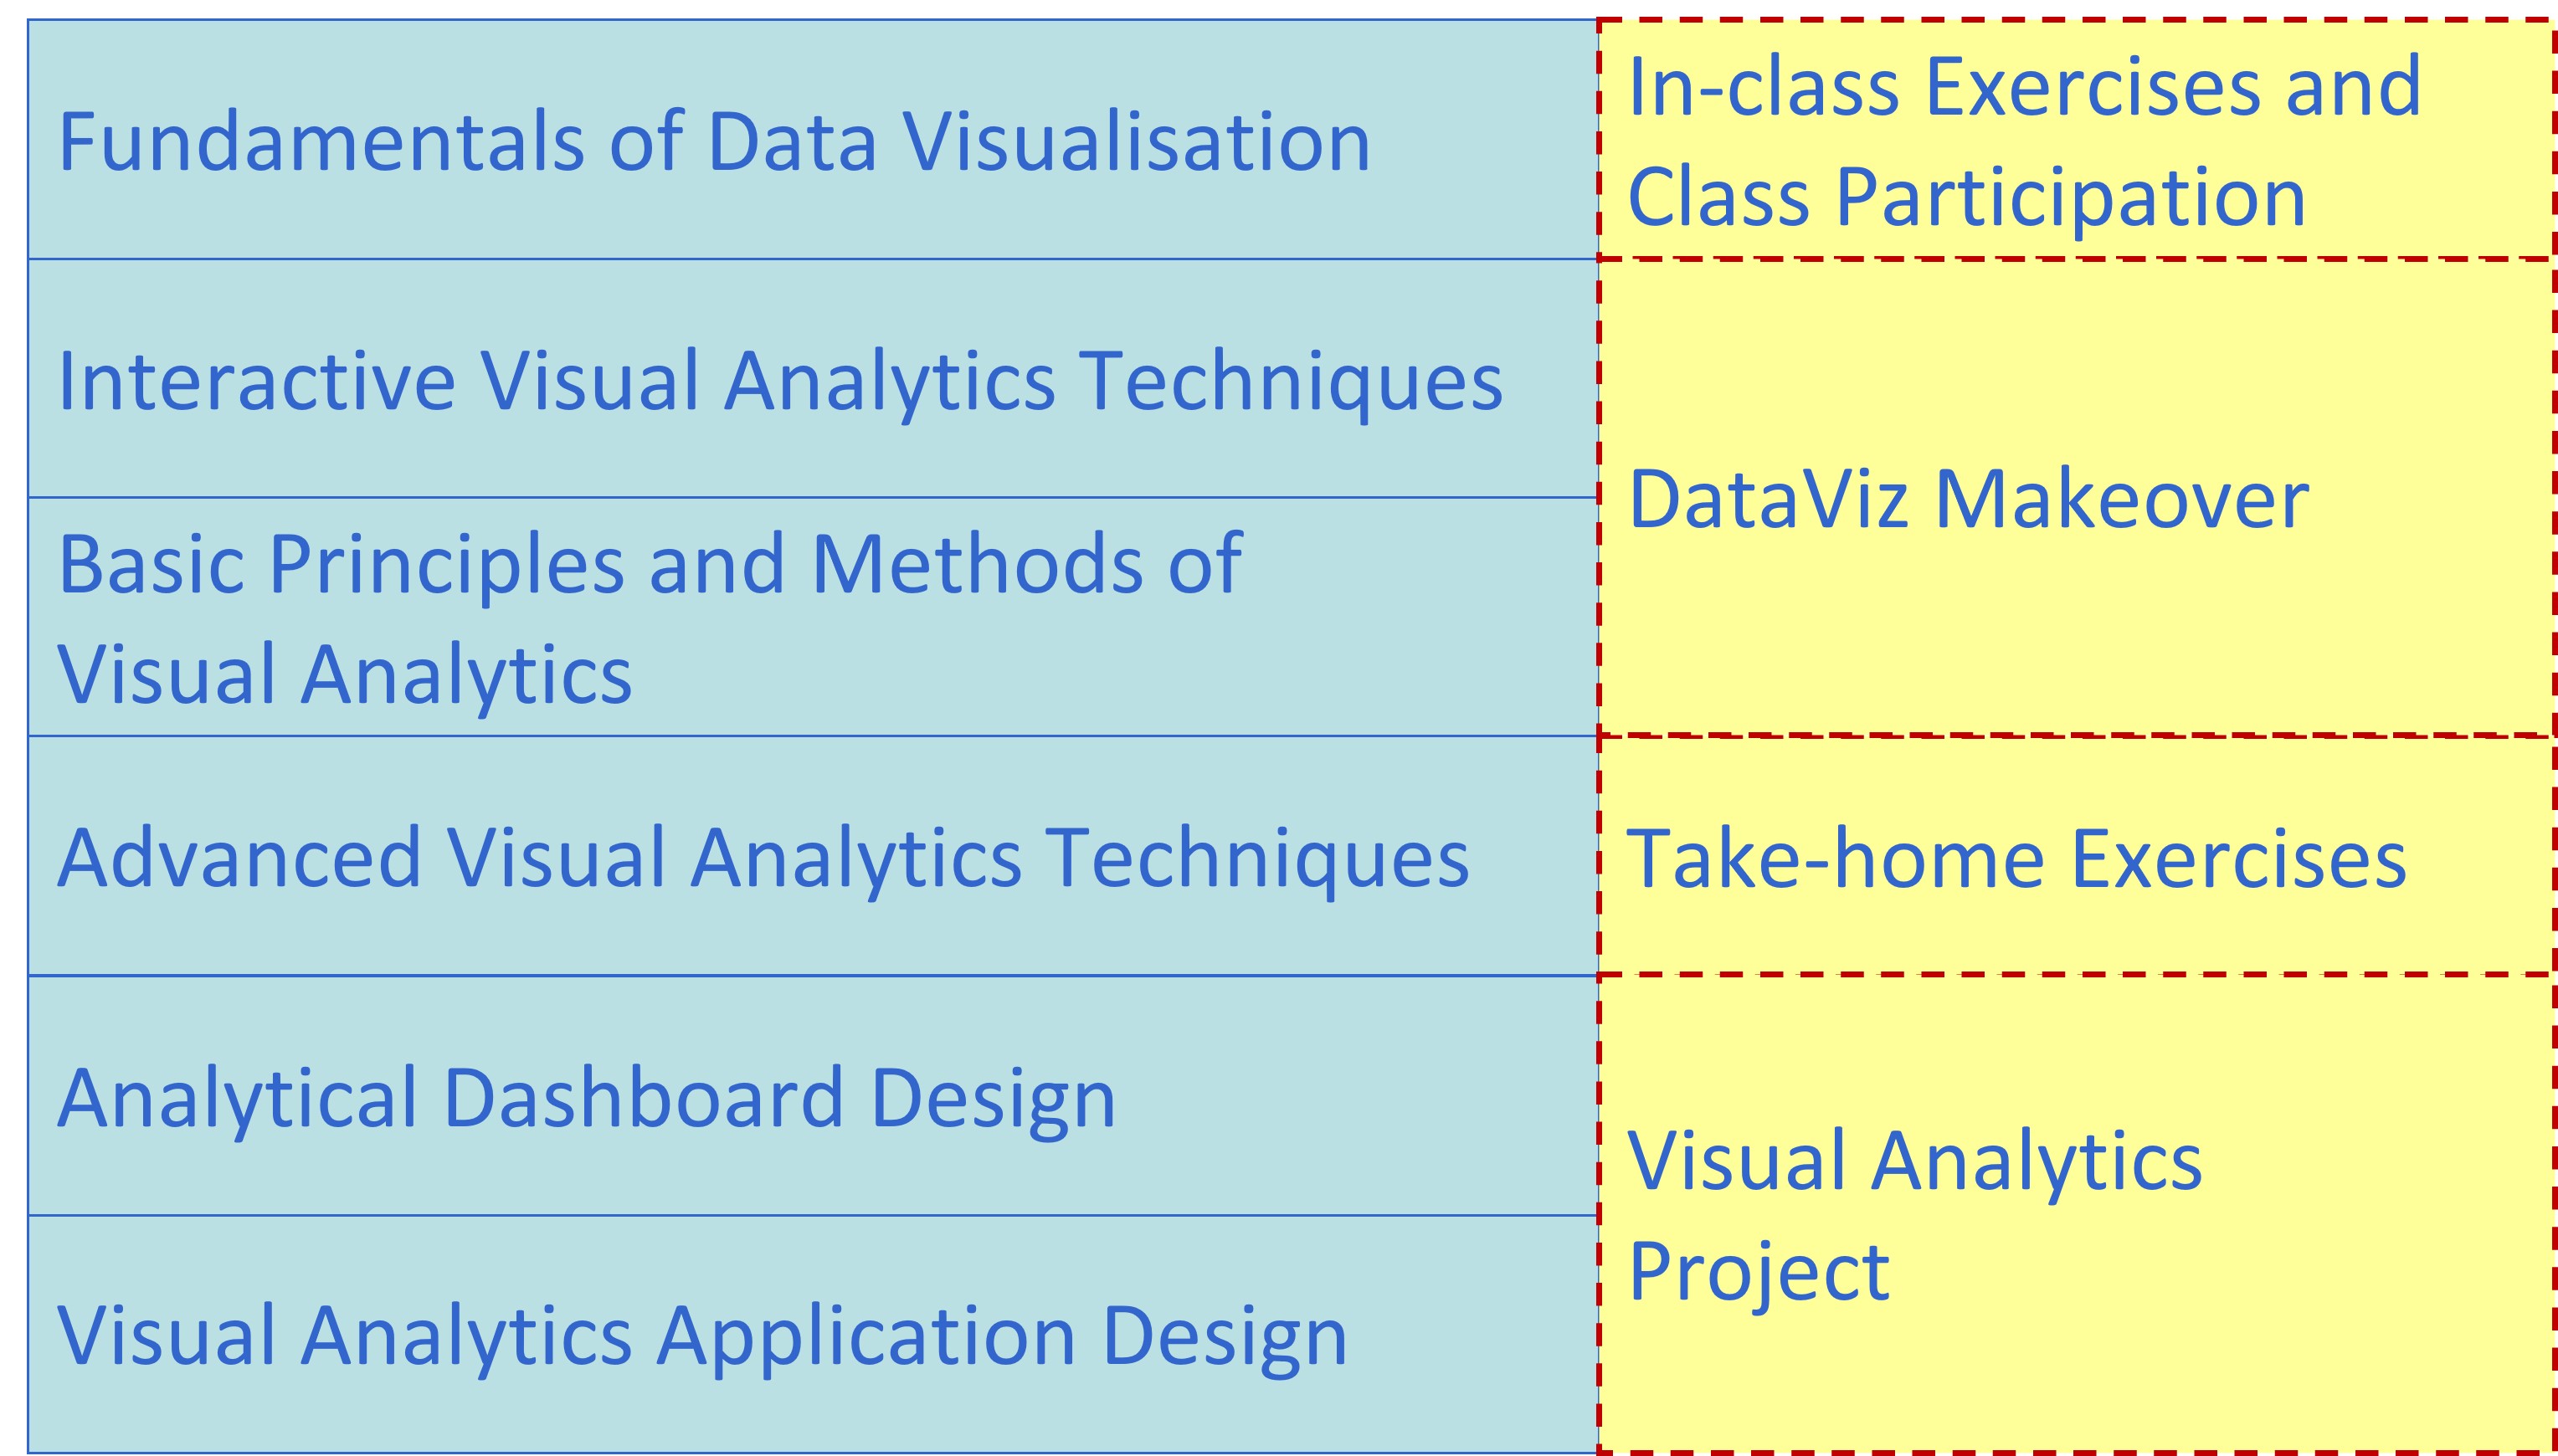 Fundamentals of Data Visualisation
In-class Exercises and
Class Participation
Interactive Visual Analytics Techniques
DataViz Makeover
Basic Principles and Methods of
Visual Analytics
Advanced Visual Analytics Techniques
Take-home Exercises
Analytical Dashboard Design
Visual Analytics
Project
Visual Analytics Application Design